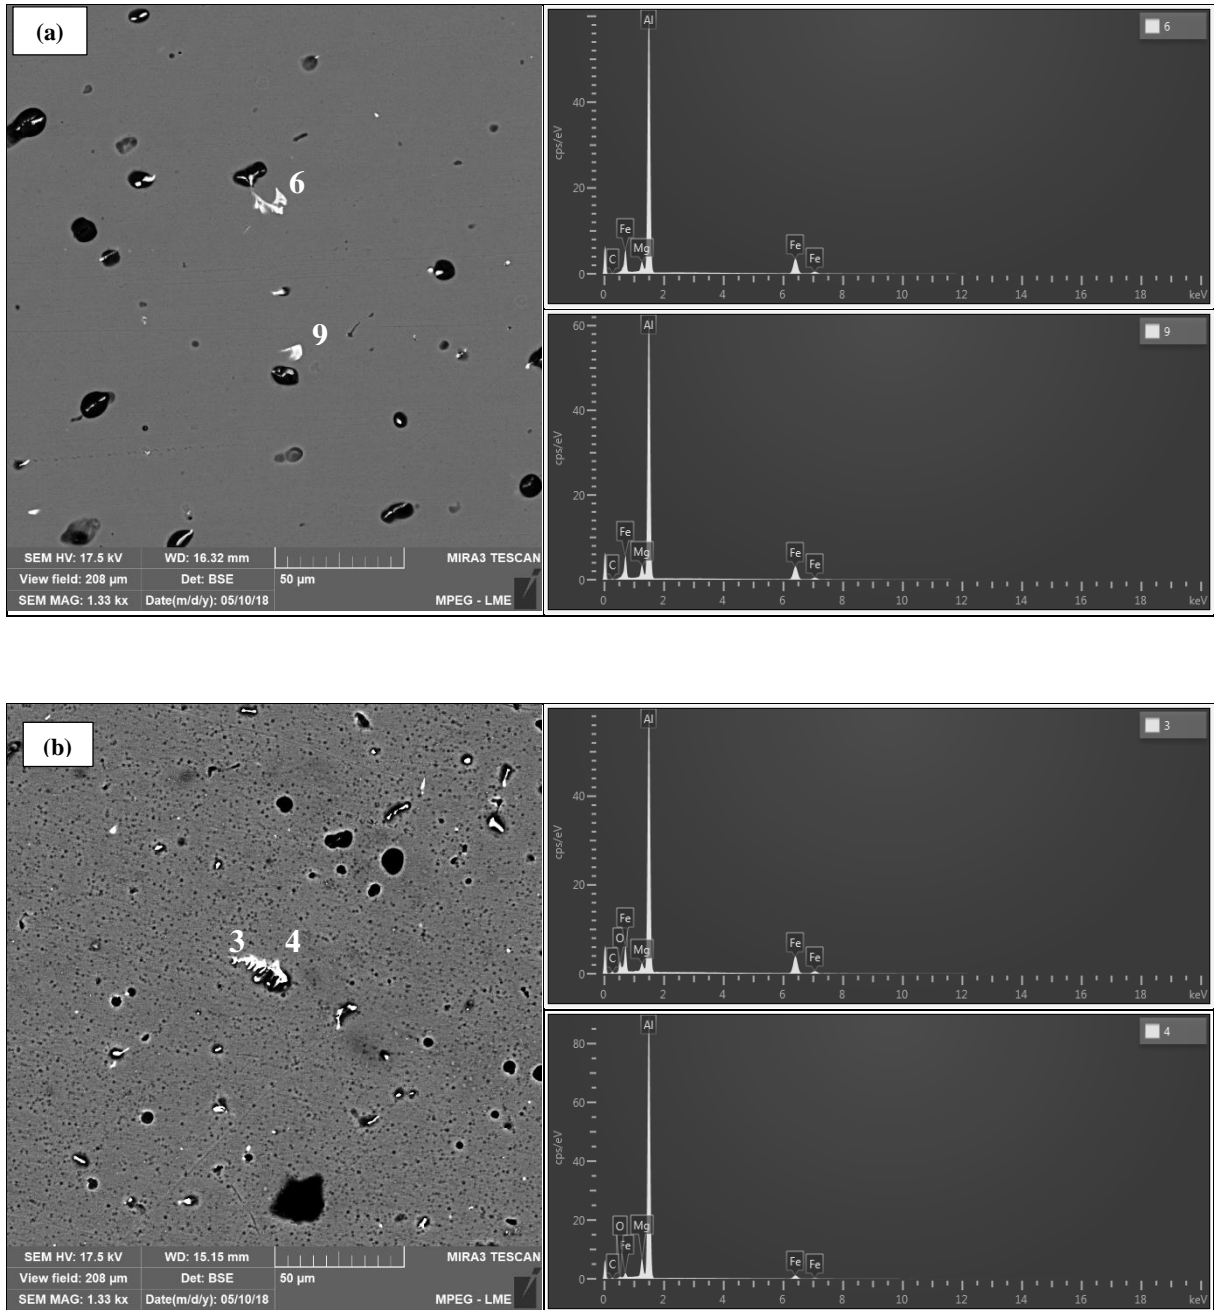 (a)
6
9
SEM HV: 17.5 kV WD: 16.32 mm MIRA3 TESCAN
View field: 208 µm Det: BSE 50 µm
SEM MAG: 1.33 kx Date(m/d/y): 05/10/18 MPEG - LME
6
cps/eV
40
20
0
Al
Fe
C
Mg
Fe
Fe
0 2 4 6 8 10 12 14 16 18 keV
9
cps/eV
60
40
20
0
Al
Fe
C
Mg
Fe
Fe
0 2 4 6 8 10 12 14 16 18 keV
(b)
3 4
SEM HV: 17.5 kV WD: 15.15 mm MIRA3 TESCAN
View field: 208 µm Det: BSE 50 µm
SEM MAG: 1.33 kx Date(m/d/y): 05/10/18 MPEG - LME
3
cps/eV
40
20
0
Al
Fe
O
C
Mg
Fe
Fe
0 2 4 6 8 10 12 14 16 18 keV
4
cps/eV
80
60
40
20
0
Al
O
Mg
Fe
C
Fe
Fe
0 2 4 6 8 10 12 14 16 18 keV